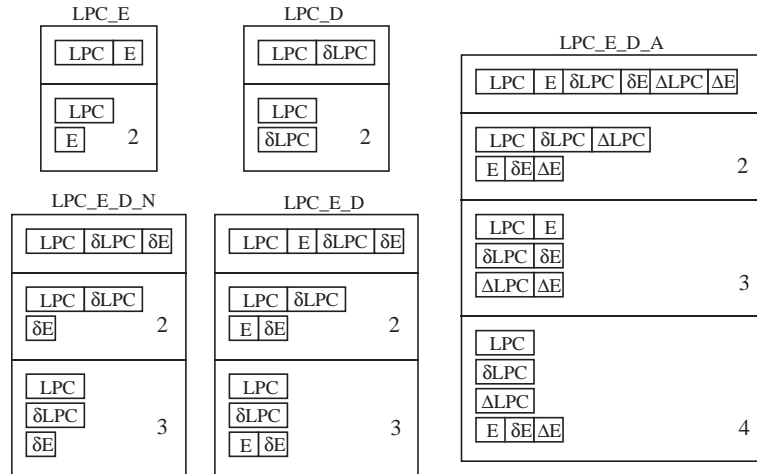 LPC_E
LPC E
LPC
E 2
LPC_D
LPC δLPC
LPC
δLPC 2
LPC_E_D_A
LPC E δLPC δE ΔLPC ΔE
LPC δLPC ΔLPC
E δE ΔE 2
LPC E
δLPC δE
ΔLPC ΔE 3
LPC
δLPC
ΔLPC
E δE ΔE 4
LPC_E_D_N
LPC δLPC δE
LPC δLPC
δE 2
LPC
δLPC
δE 3
LPC_E_D
LPC E δLPC δE
LPC δLPC
E δE 2
LPC
δLPC
E δE 3